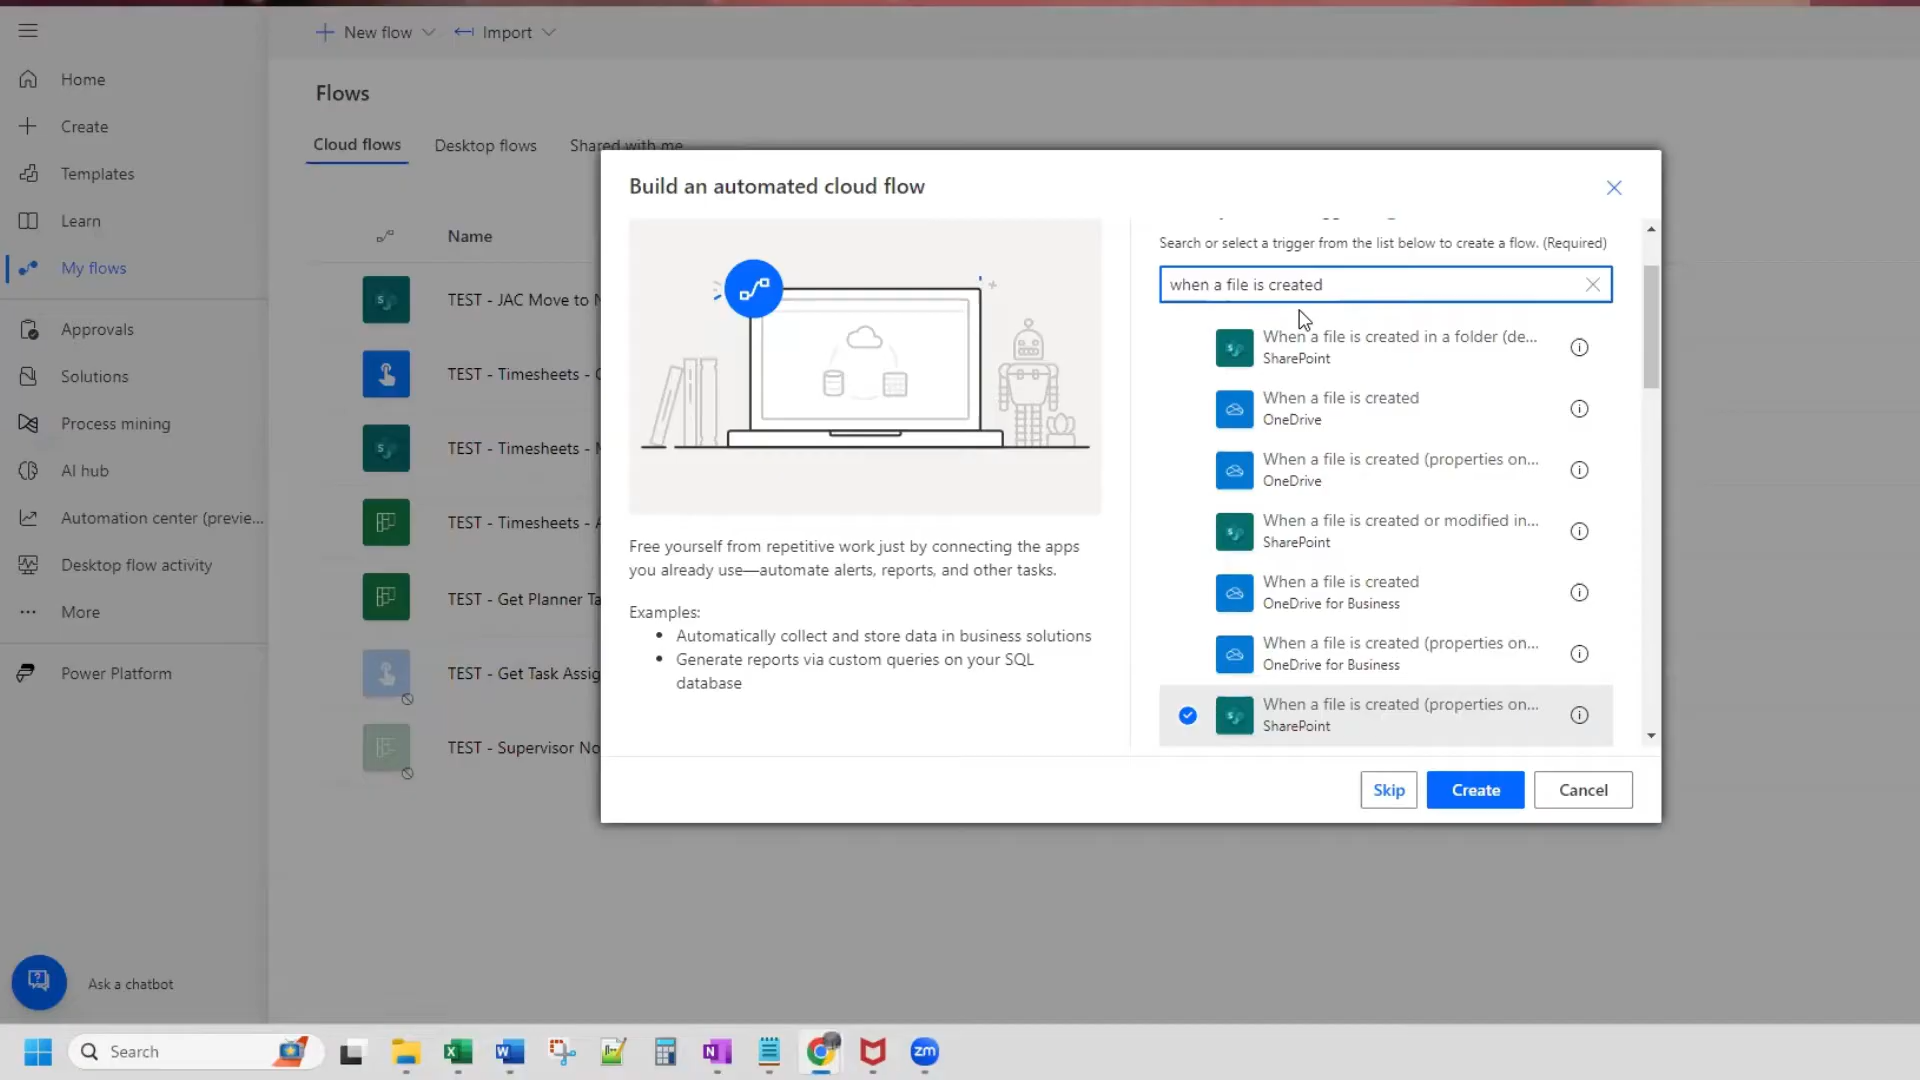 New flow
Import
Home
Create
Templates
Learn
My flows
Approvals
Solutions
Process mining
AI hub
Automation center (previe...
Desktop flow activity
More
Power Platform
Ask a chatbot
Flows
Cloud flows
Desktop flows
Shared with me
Name
TEST - JAC Move to
TEST - Timesheets -
TEST - Timesheets -
TEST - Timesheets -
TEST - Get Planner Ta
TEST - Get Task Assig
TEST - Supervisor No
Build an automated cloud flow
Free yourself from repetitive work just by connecting the apps
you already use—automate alerts, reports, and other tasks.
Examples:
• Automatically collect and store data in business solutions
• Generate reports via custom queries on your SQL
database
Search or select a trigger from the list below to create a flow. (Required)
when a file is created
When a file is created in a folder (de...
SharePoint
When a file is created
OneDrive
When a file is created (properties on...
OneDrive
When a file is created or modified in...
SharePoint
When a file is created
OneDrive for Business
When a file is created (properties on...
OneDrive for Business
When a file is created (properties on...
SharePoint
Skip
Create
Cancel
Search
zm